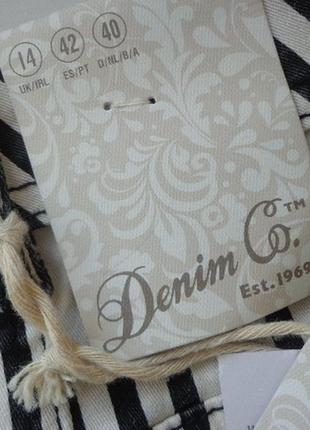 14 42 40
UK/IRL ES/PT D/NL/B/A
Denim Co.™
Est. 1969